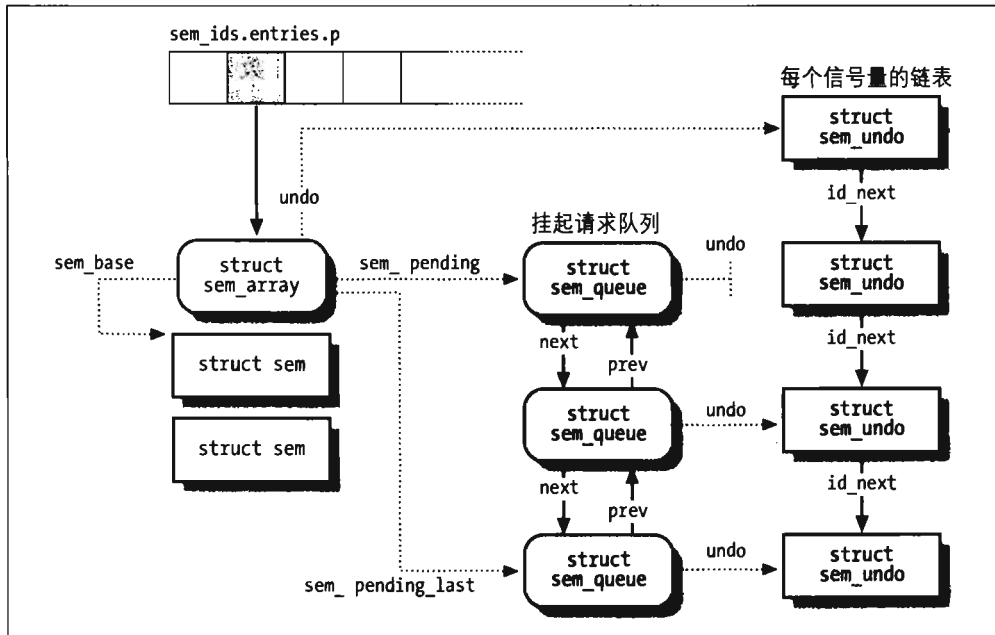 sem_ids.entries.p
每个信号量的链表
struct
sem_undo
undo
id_next
挂起请求队列
undo
sem_base
struct
sem_array
sem_ pending
struct
sem_queue
struct
sem_undo
struct sem
next
prev
id_next
struct
sem_queue
undo
struct
sem_undo
struct sem
next
prev
id_next
sem_ pending_last
struct
sem_queue
undo
struct
sem_undo